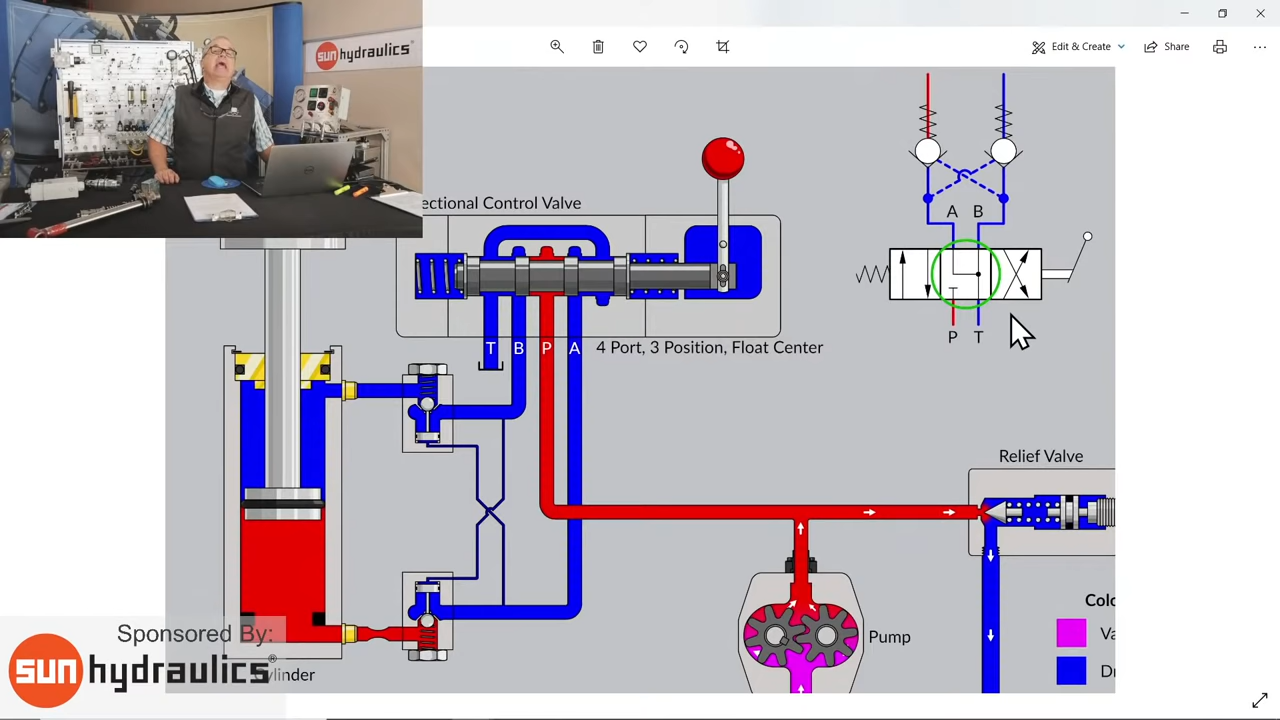 sun hydraulics
Edit & Create
Share
ectional Control Valve
A B
P T
T B P A
4 Port, 3 Position, Float Center
Relief Valve
Pump
Colo
Va
Dr
Sponsored By:
sun hydraulics®
ylinder